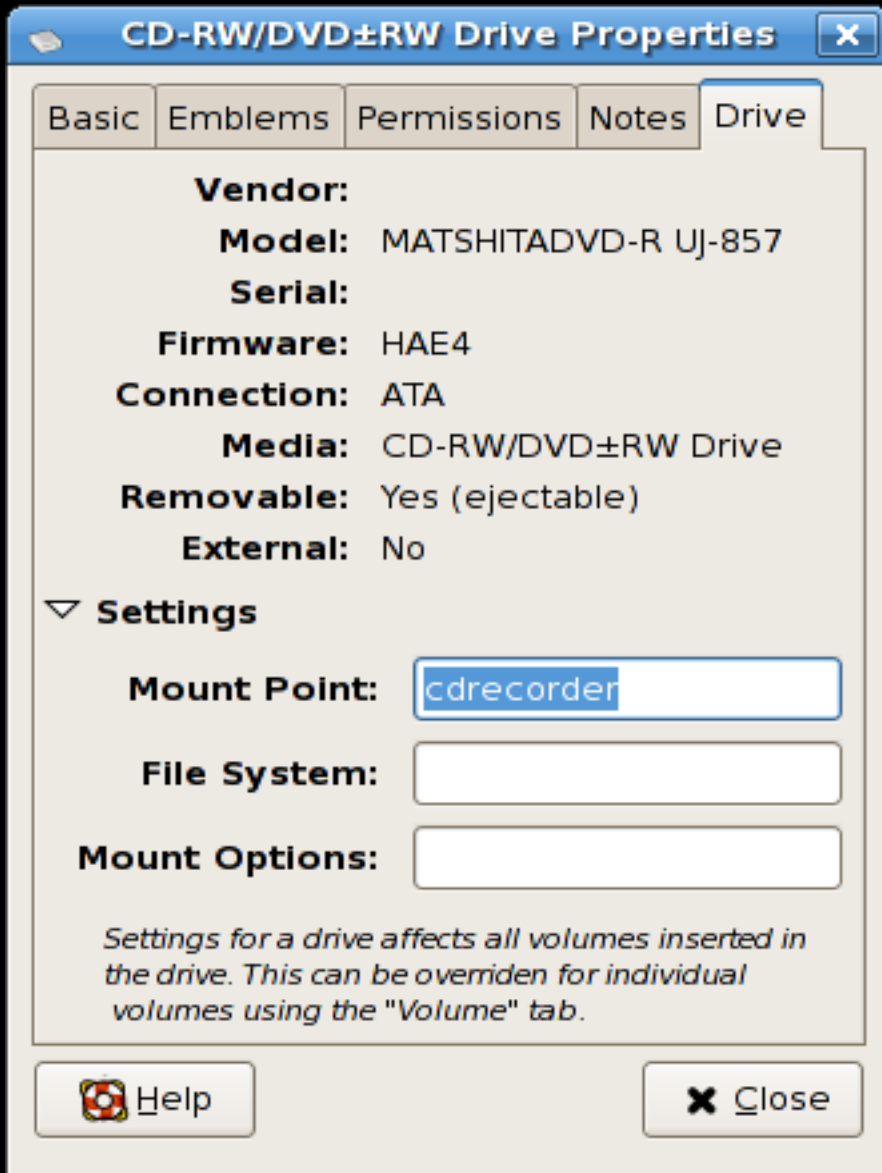 CD-RW/DVD±RW Drive Properties
Basic Emblems Permissions Notes Drive
Vendor:
Model: MATSHITADVD-R UJ-857
Serial:
Firmware: HAE4
Connection: ATA
Media: CD-RW/DVD±RW Drive
Removable: Yes (ejectable)
External: No
Settings
Mount Point: cdrecorder
File System:
Mount Options:
Settings for a drive affects all volumes inserted in
the drive. This can be overriden for individual
volumes using the "Volume" tab.
Help Close